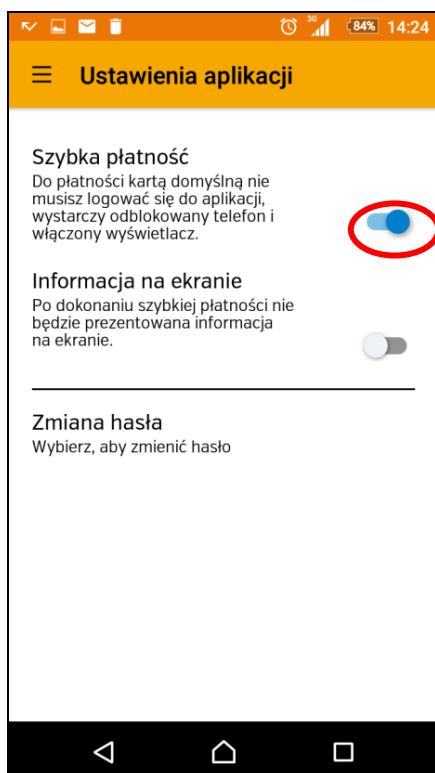 3G 84% 14:24
Ustawienia aplikacji
Szybka płatność
Do płatności kartą domyślną nie
musisz logować się do aplikacji,
wystarczy odblokowany telefon i
włączony wyświetlacz.
Informacja na ekranie
Po dokonaniu szybkiej płatności nie
będzie prezentowana informacja
na ekranie.
Zmiana hasła
Wybierz, aby zmienić hasło